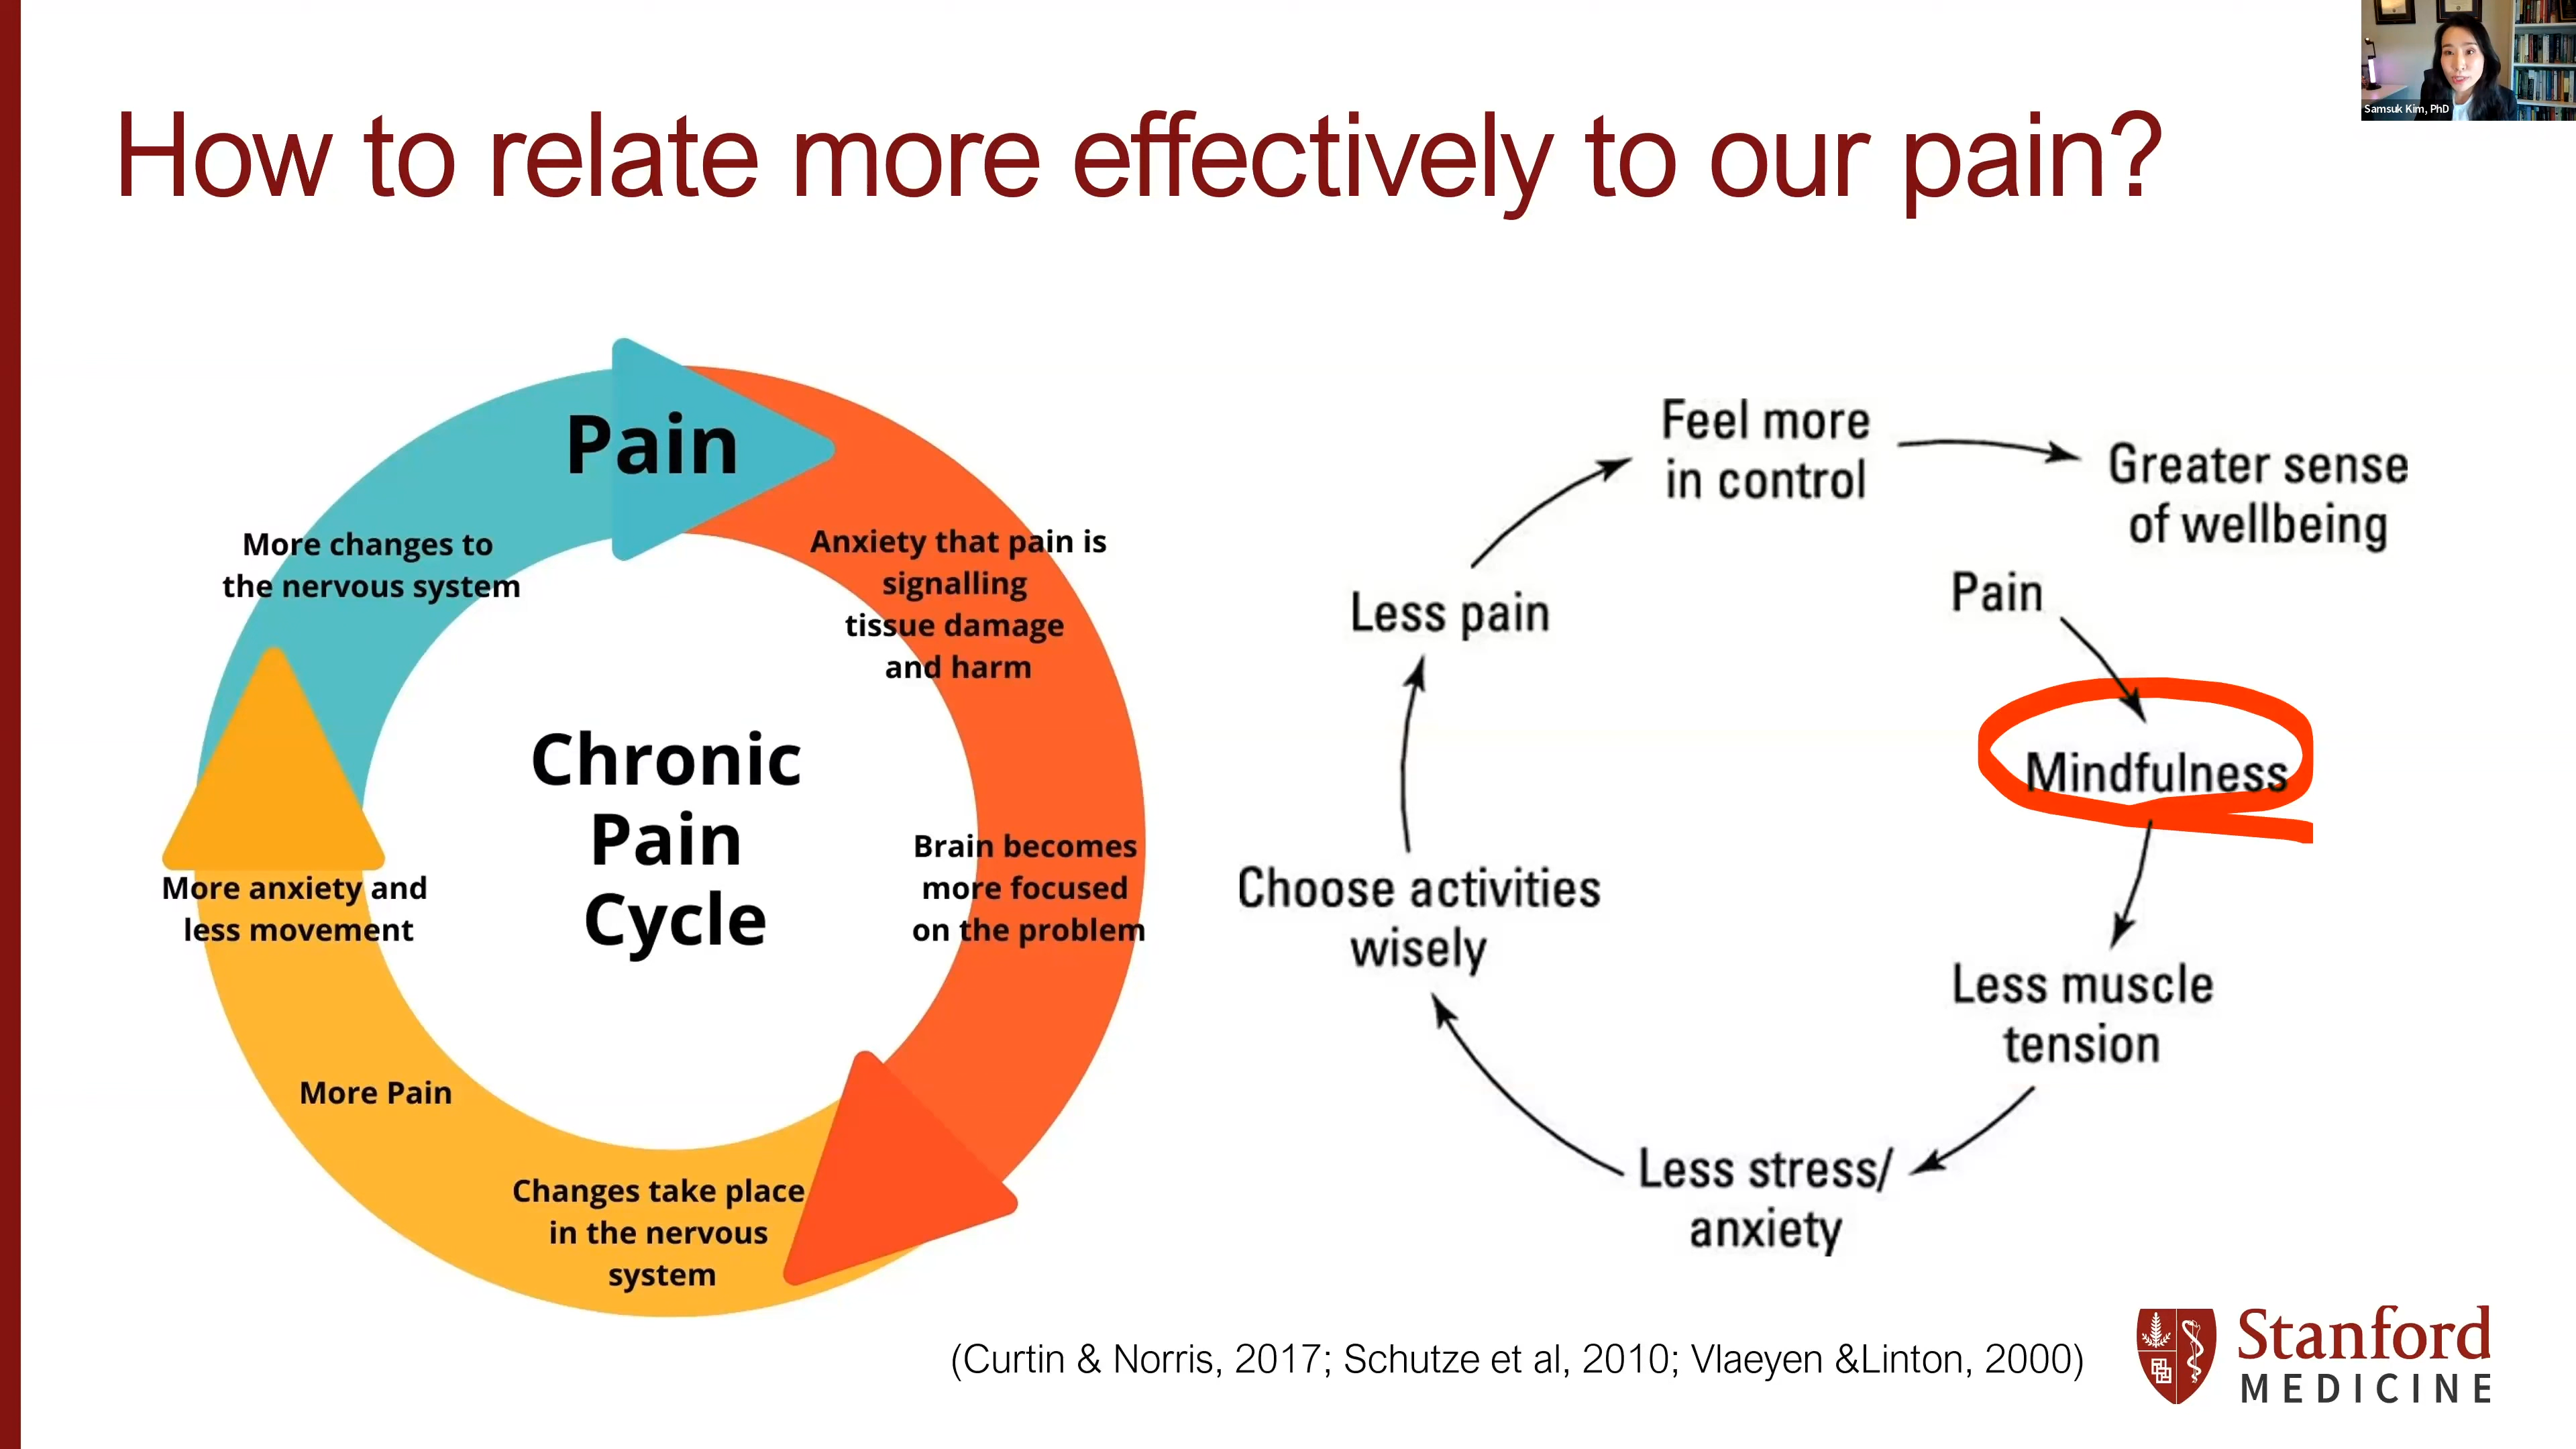 Samsuk Kim, PhD
How to relate more effectively to our pain?
Pain
Anxiety that pain is
signalling
tissue damage
and harm
Brain becomes
more focused
on the problem
Changes take place
in the nervous
system
More Pain
More anxiety and
less movement
More changes to
the nervous system
Chronic
Pain
Cycle
Pain
Mindfulness
Less muscle
tension
Less stress/
anxiety
Choose activities
wisely
Less pain
Feel more
in control
Greater sense
of wellbeing
(Curtin & Norris, 2017; Schutze et al, 2010; Vlaeyen &Linton, 2000)
Stanford
MEDICINE